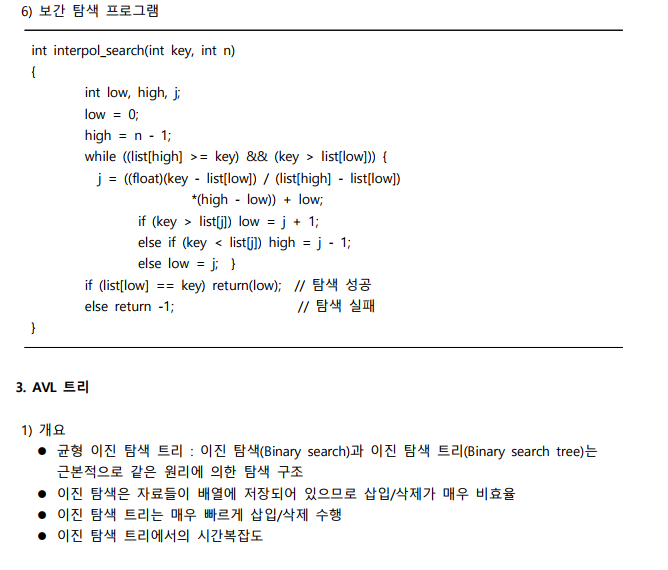 6) 보간 탐색 프로그램
int interpol_search(int key, int n)
{
int low, high, j;
low = 0;
high = n - 1;
while ((list[high] >= key) && (key > list[low])) {
j = ((float)(key - list[low]) / (list[high] - list[low])
*(high - low)) + low;
if (key > list[j]) low = j + 1;
else if (key < list[j]) high = j - 1;
else low = j; }
if (list[low] == key) return(low); // 탐색 성공
else return -1; // 탐색 실패
}
3. AVL 트리
1) 개요
● 균형 이진 탐색 트리 : 이진 탐색(Binary search)과 이진 탐색 트리(Binary search tree)는
근본적으로 같은 원리에 의한 탐색 구조
● 이진 탐색은 자료들이 배열에 저장되어 있으므로 삽입/삭제가 매우 비효율
● 이진 탐색 트리는 매우 빠르게 삽입/삭제 수행
● 이진 탐색 트리에서의 시간복잡도